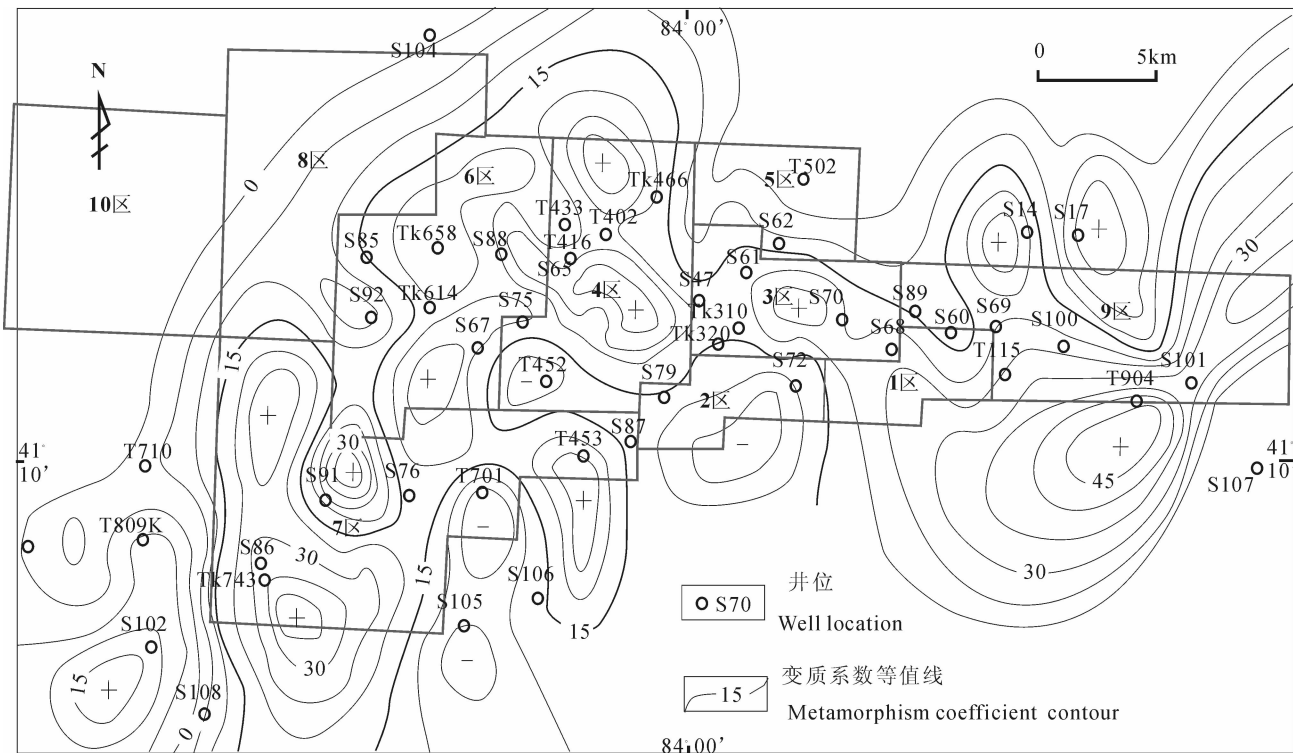 84°00′
S104
0
5km
N
15
8区
6区
5区
T502
10区
0
Tk466
T433
T402
S62
S14
S17
S85
Tk658
S88
T416
S65
S61
30
S92
Tk614
4区
S47
3区
S70
S89
S69
9区
S75
Tk310
S60
S100
15
S67
Tk320
S68
T115
S101
T452
S79
S72
1区
T904
2区
S87
30
T453
41°
10′
T710
S91
S76
T701
45
41°
10′
S107
7区
T809K
S86
30
Tk743
15
S106
30
井位
S70
Well location
S105
S102
15
30
15
S108
0
变质系数等值线
15
Metamorphism coefficient contour
84°00′